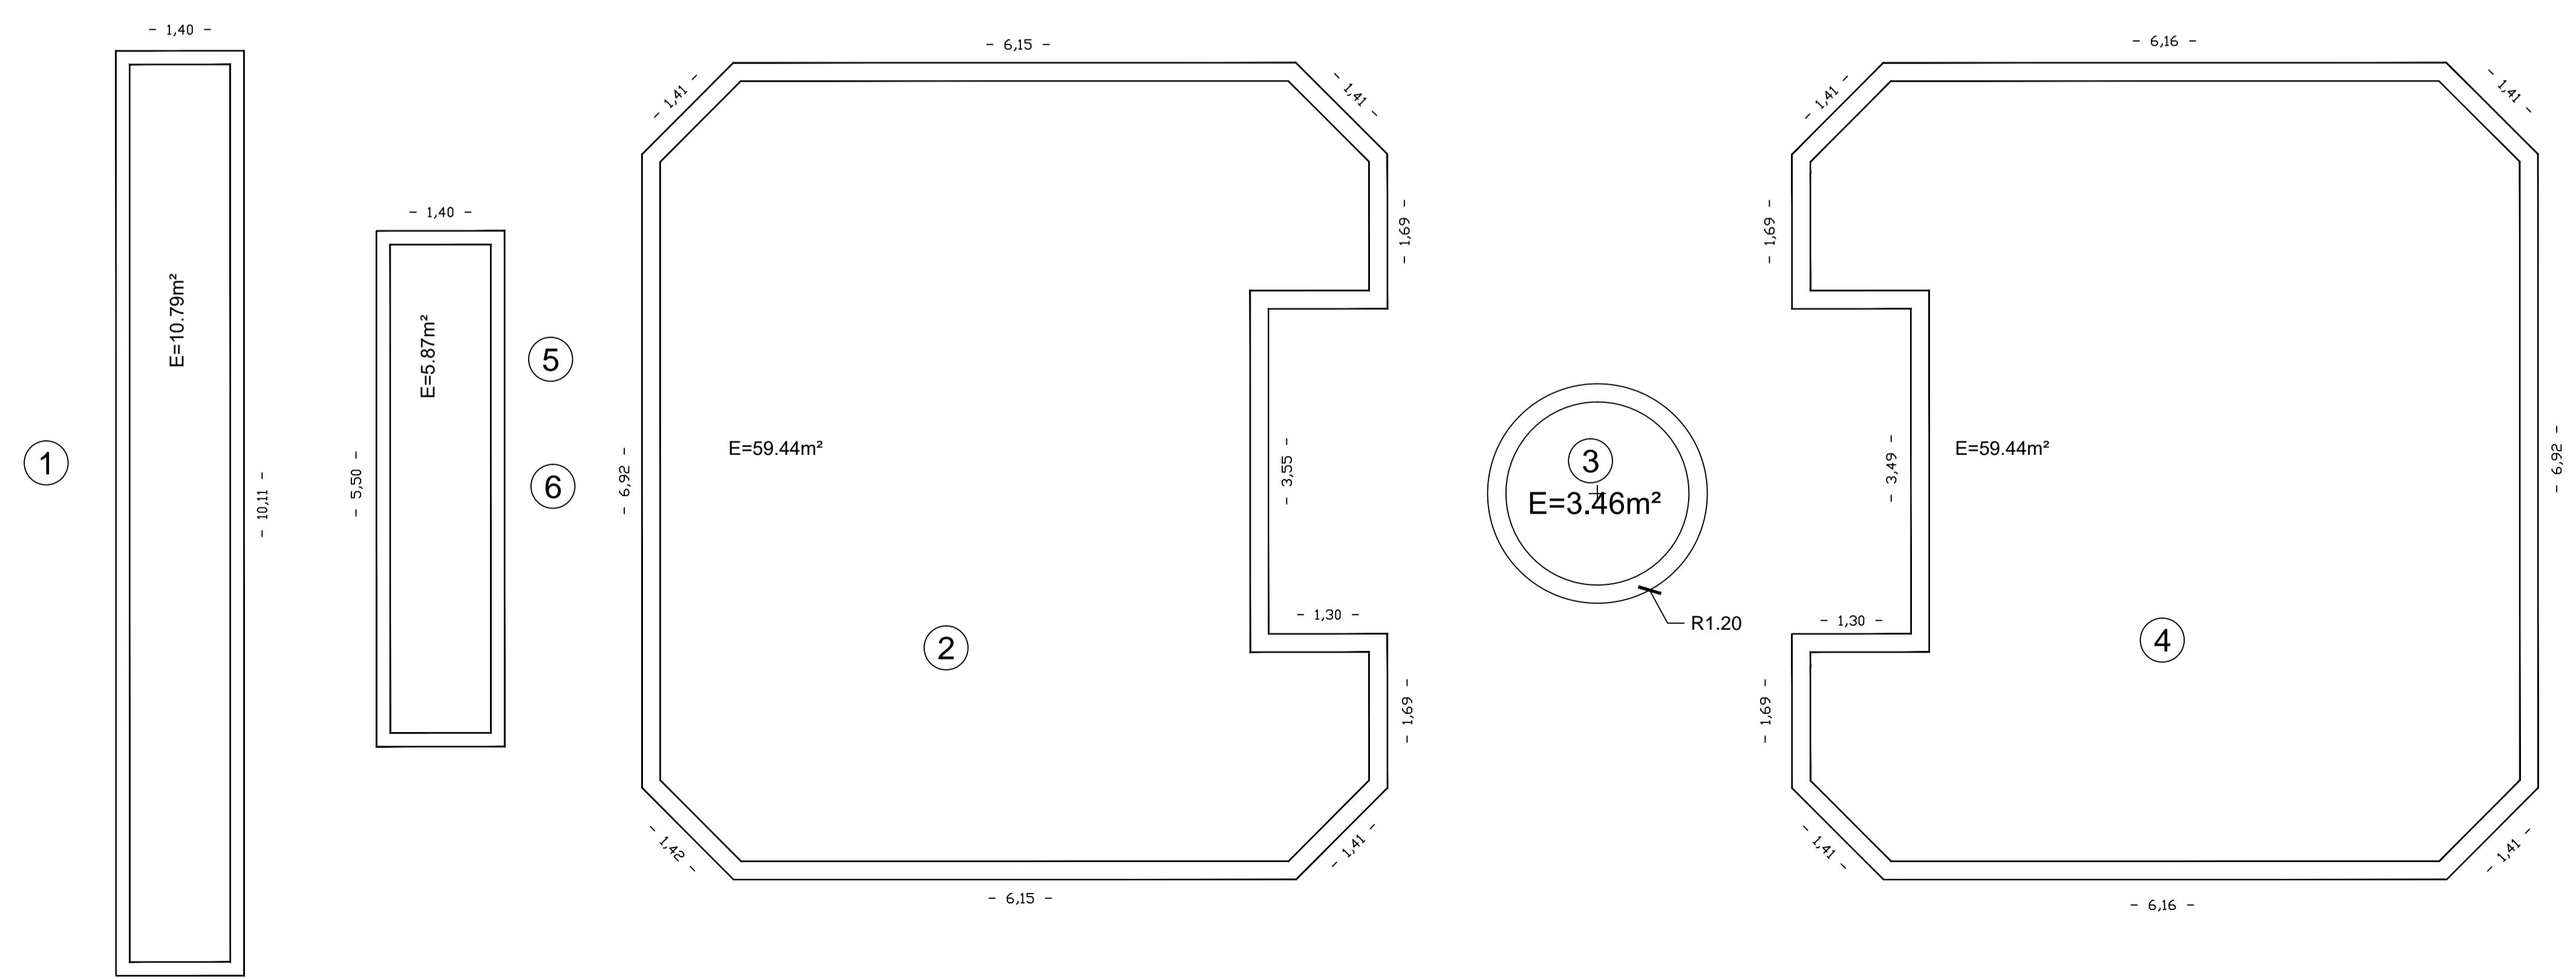 - 1,40 -
E=10.79m²
1
- 10,11 -
- 1,40 -
E=5.87m²
- 5,50 -
5
6
- 6,15 -
- 1,41 -
- 1,41 -
- 1,69 -
- 6,92 -
E=59.44m²
- 3,55 -
- 1,30 -
2
- 1,69 -
- 1,42 -
- 1,41 -
- 6,15 -
3
E=3.46m²
R1.20
- 6,16 -
- 1,41 -
- 1,41 -
- 1,69 -
- 3,49 -
E=59.44m²
- 6,92 -
- 1,30 -
4
- 1,69 -
- 1,41 -
- 1,41 -
- 6,16 -